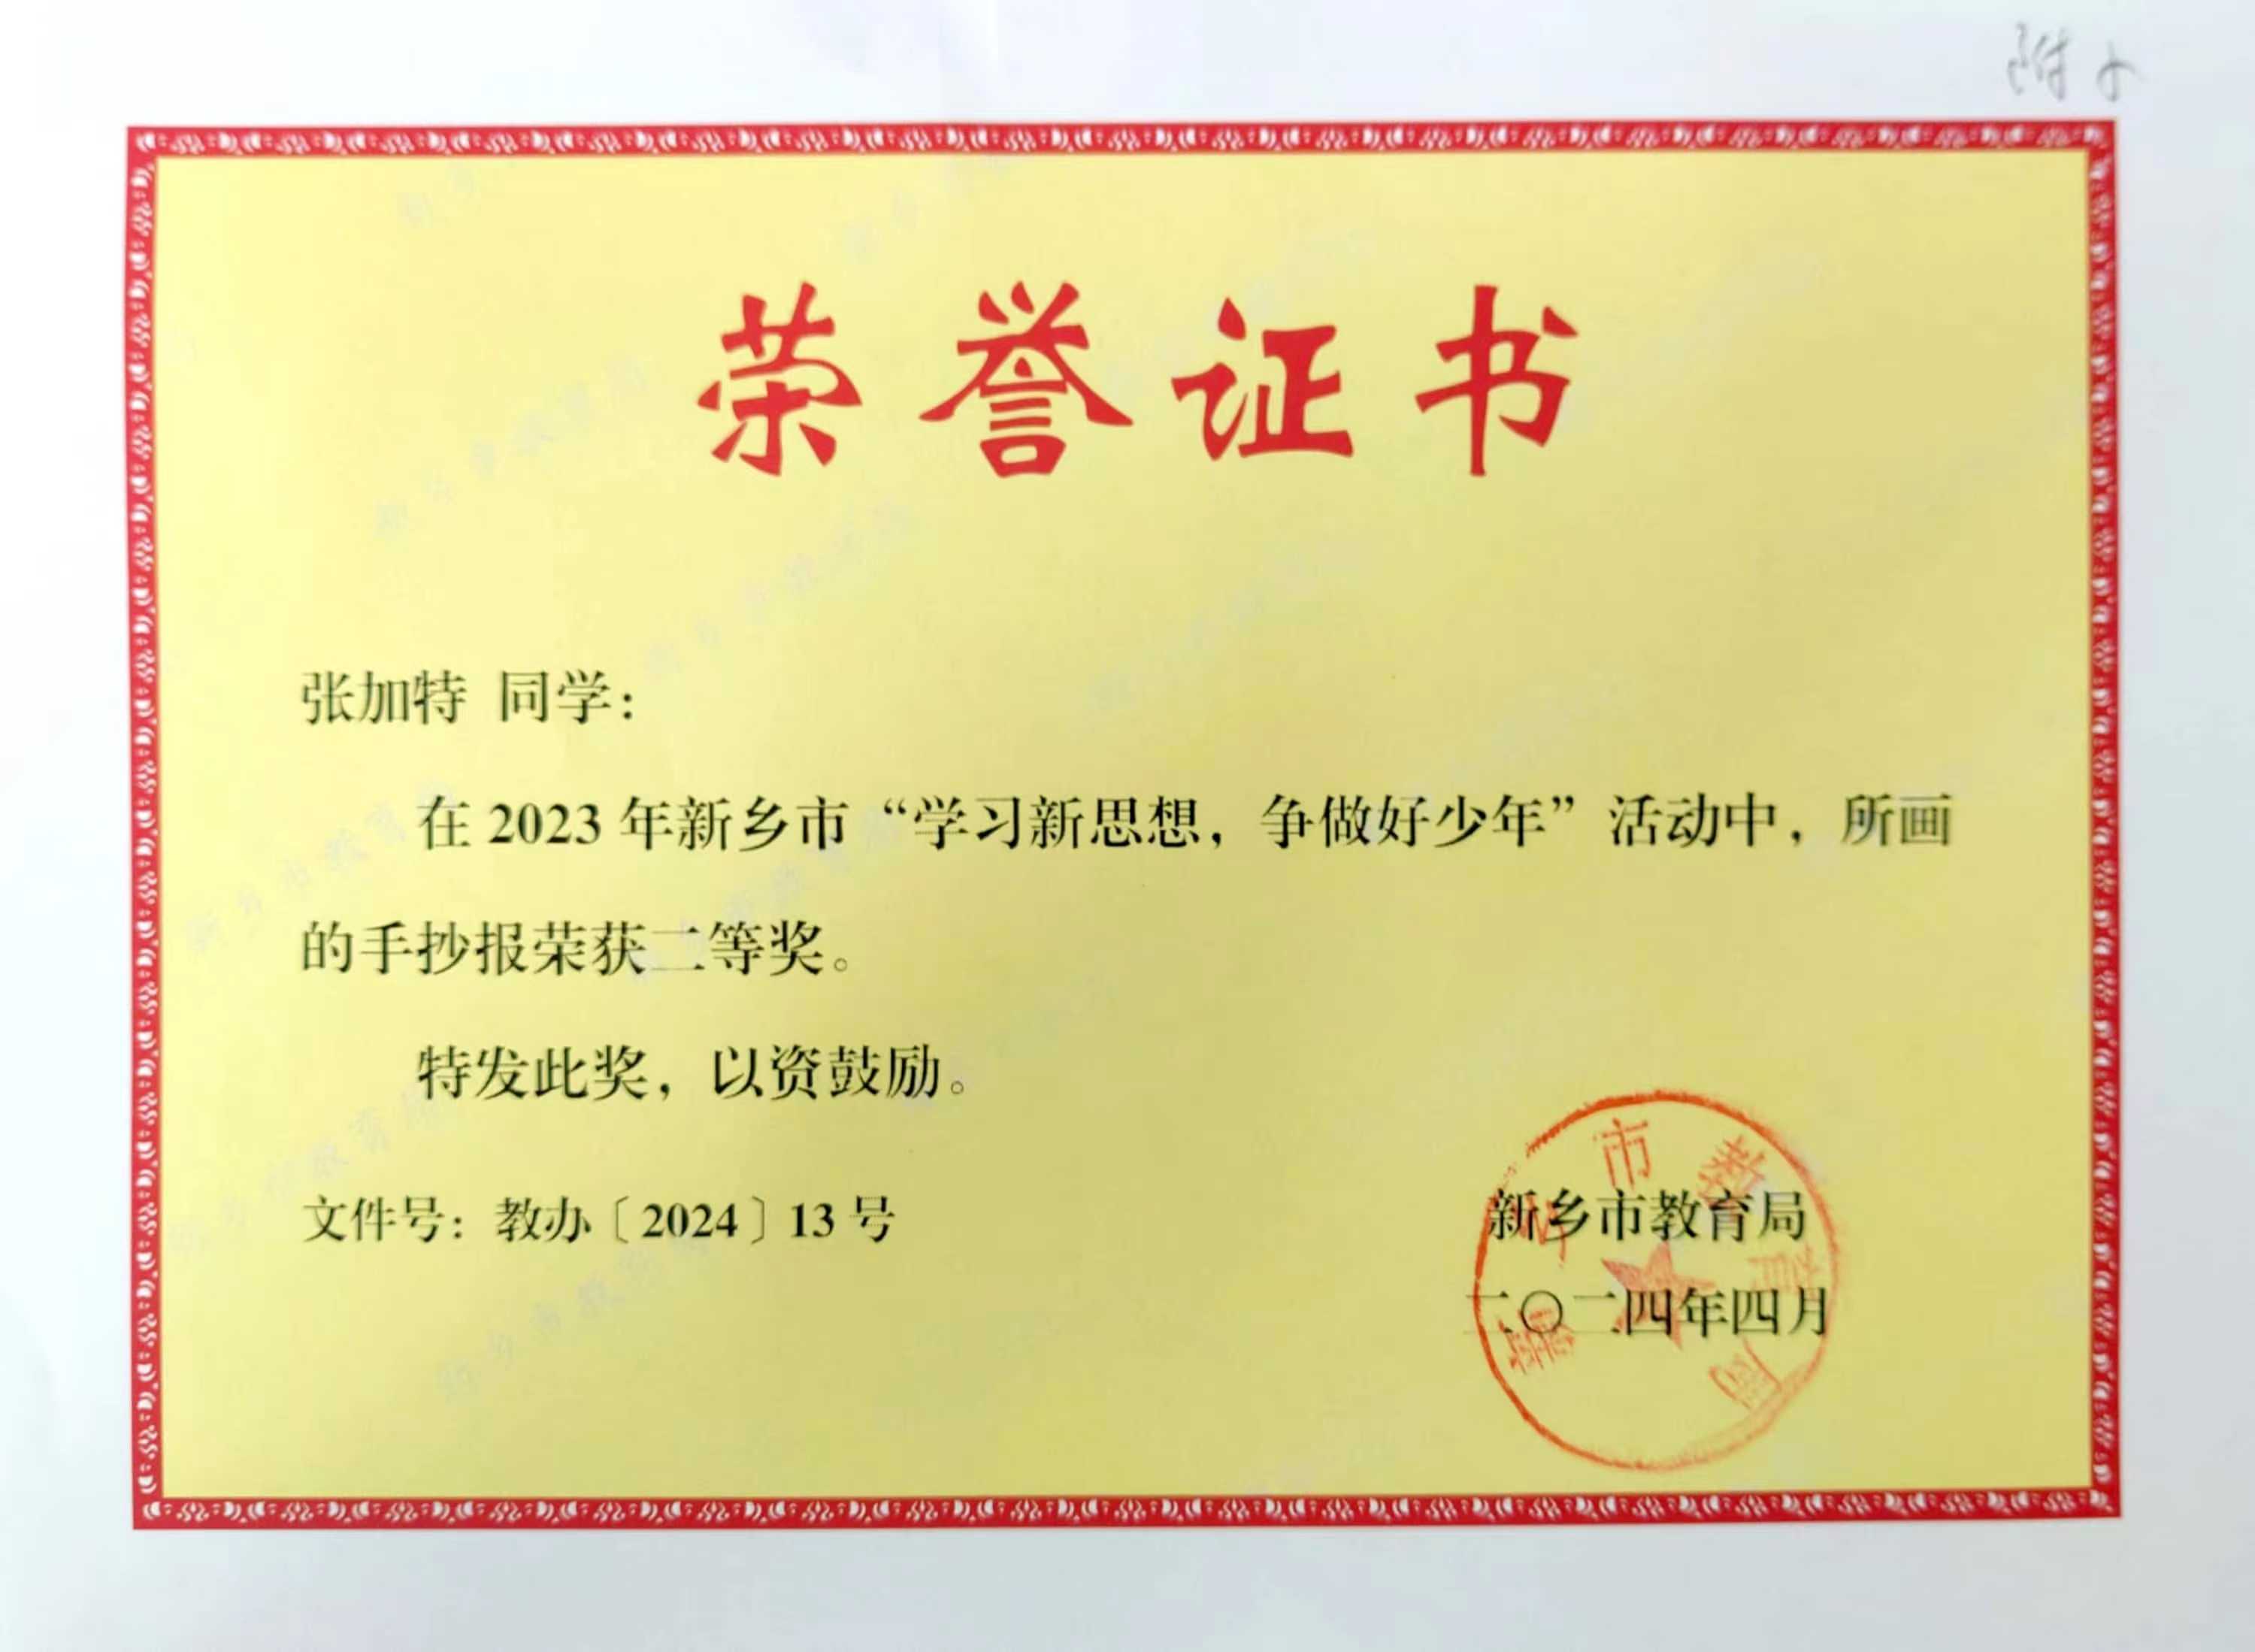 荣誉证书
张加特 同学：
在 2023 年新乡市“学习新思想，争做好少年”活动中，所画
的手抄报荣获二等奖。
特发此奖，以资鼓励。
文件号：教办〔2024〕13 号
新乡市教育局
二〇二四年四月